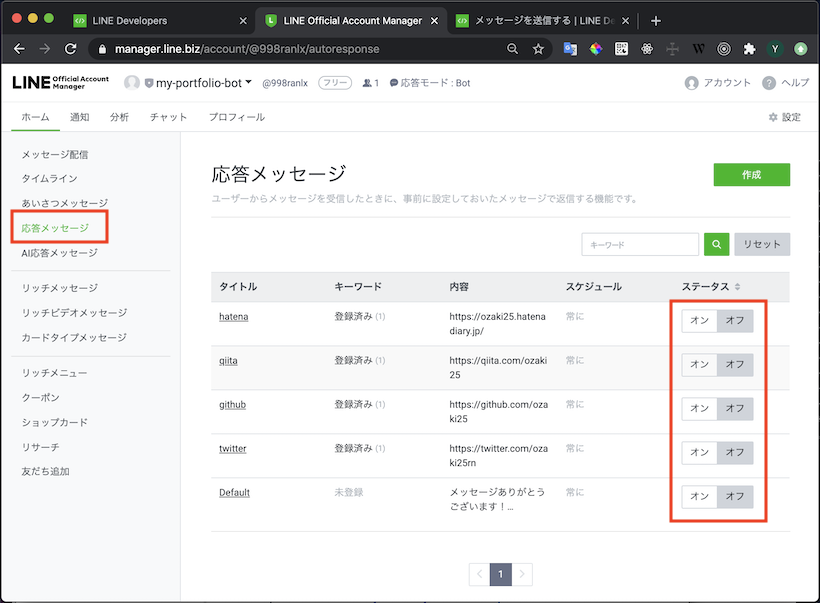 LINE Developers
LINE Official Account Manager
メッセージを送信する | LINE De
manager.line.biz/account/@998ranlx/autoresponse
Y
LINE Official Account Manager
my-portfolio-bot
@998ranlx
フリー
1
応答モード : Bot
アカウント
ヘルプ
ホーム
通知
分析
チャット
プロフィール
設定
メッセージ配信
タイムライン
あいさつメッセージ
応答メッセージ
AI応答メッセージ
リッチメッセージ
リッチビデオメッセージ
カードタイプメッセージ
リッチメニュー
クーポン
ショップカード
リサーチ
友だち追加
応答メッセージ
作成
ユーザーからメッセージを受信したときに、事前に設定しておいたメッセージで返信する機能です。
キーワード
リセット
タイトル キーワード 内容 スケジュール ステータス
hatena 登録済み (1) https://ozaki25.hatena 常に オン オフ
diary.jp/
qiita 登録済み (1) https://qiita.com/ozaki 常に オン オフ
25
github 登録済み (1) https://github.com/oza 常に オン オフ
ki25
twitter 登録済み (1) https://twitter.com/oza 常に オン オフ
ki25rn
Default 未登録 メッセージありがとう 常に オン オフ
ございます！...
1